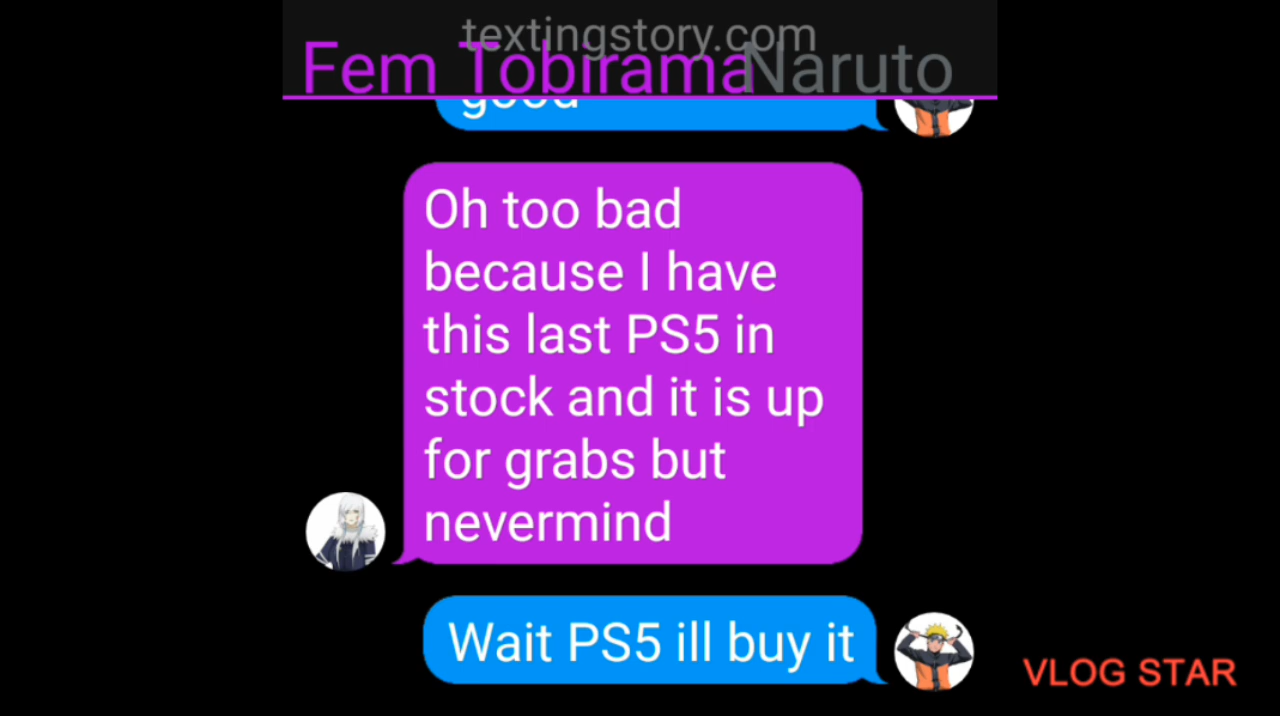 textingstory.com
Fem Tobirama Naruto
good
Oh too bad
because I have
this last PS5 in
stock and it is up
for grabs but
nevermind
Wait PS5 ill buy it
VLOG STAR